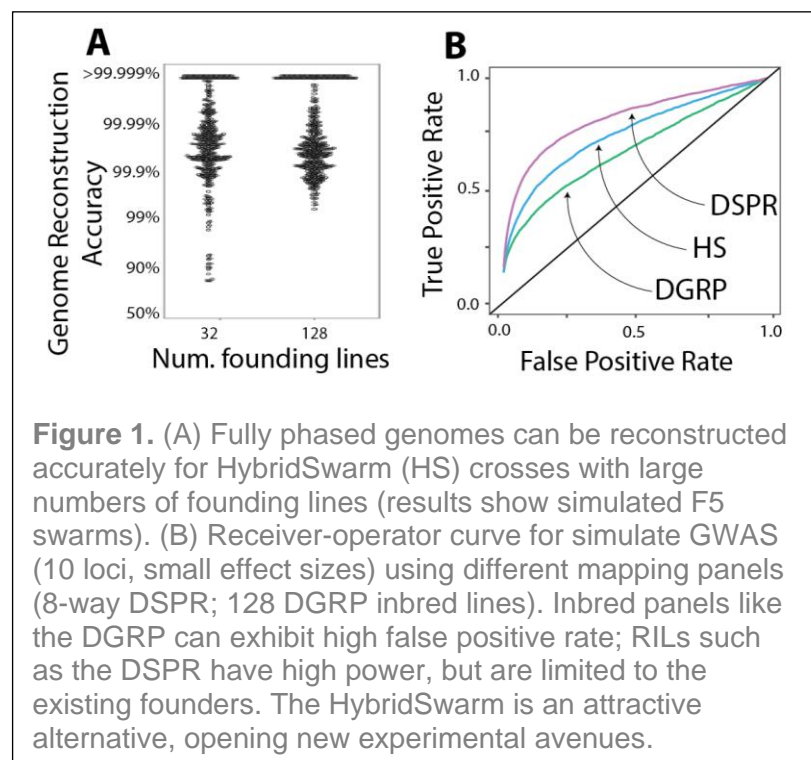 A
Genome Reconstruction
Accuracy
>99.999%
99.99%
99.9%
99%
90%
50%
32 128
Num. founding lines
B
True Positive Rate
1.0
0.5
0.0
DSPR
HS
DGRP
0.0 0.5 1.0
False Positive Rate
Figure 1. (A) Fully phased genomes can be reconstructed
accurately for HybridSwarm (HS) crosses with large
numbers of founding lines (results show simulated F5
swarms). (B) Receiver-operator curve for simulate GWAS
(10 loci, small effect sizes) using different mapping panels
(8-way DSPR; 128 DGRP inbred lines). Inbred panels like
the DGRP can exhibit high false positive rate; RILs such
as the DSPR have high power, but are limited to the
existing founders. The HybridSwarm is an attractive
alternative, opening new experimental avenues.